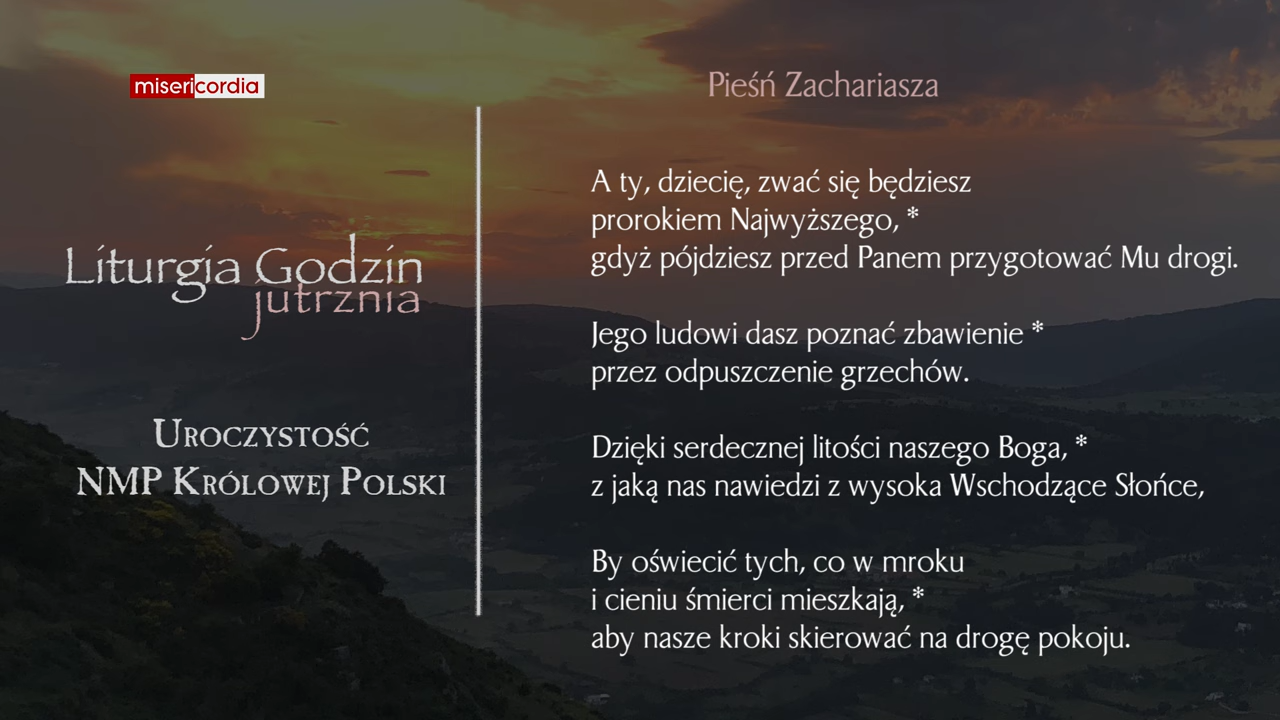 misericordia
Liturgia Godzin
jutrznia
Uroczystość
NMP Królowej Polski
Pieśń Zachariasza
A ty, dziecię, zwać się będziesz
prorokiem Najwyższego, *
gdyż pójdziesz przed Panem przygotować Mu drogi.
Jego ludowi dasz poznać zbawienie *
przez odpuszczenie grzechów.
Dzięki serdecznej litości naszego Boga, *
z jaką nas nawiedzi z wysoka Wschodzące Słońce,
By oświecić tych, co w mroku
i cieniu śmierci mieszkają, *
aby nasze kroki skierować na drogę pokoju.